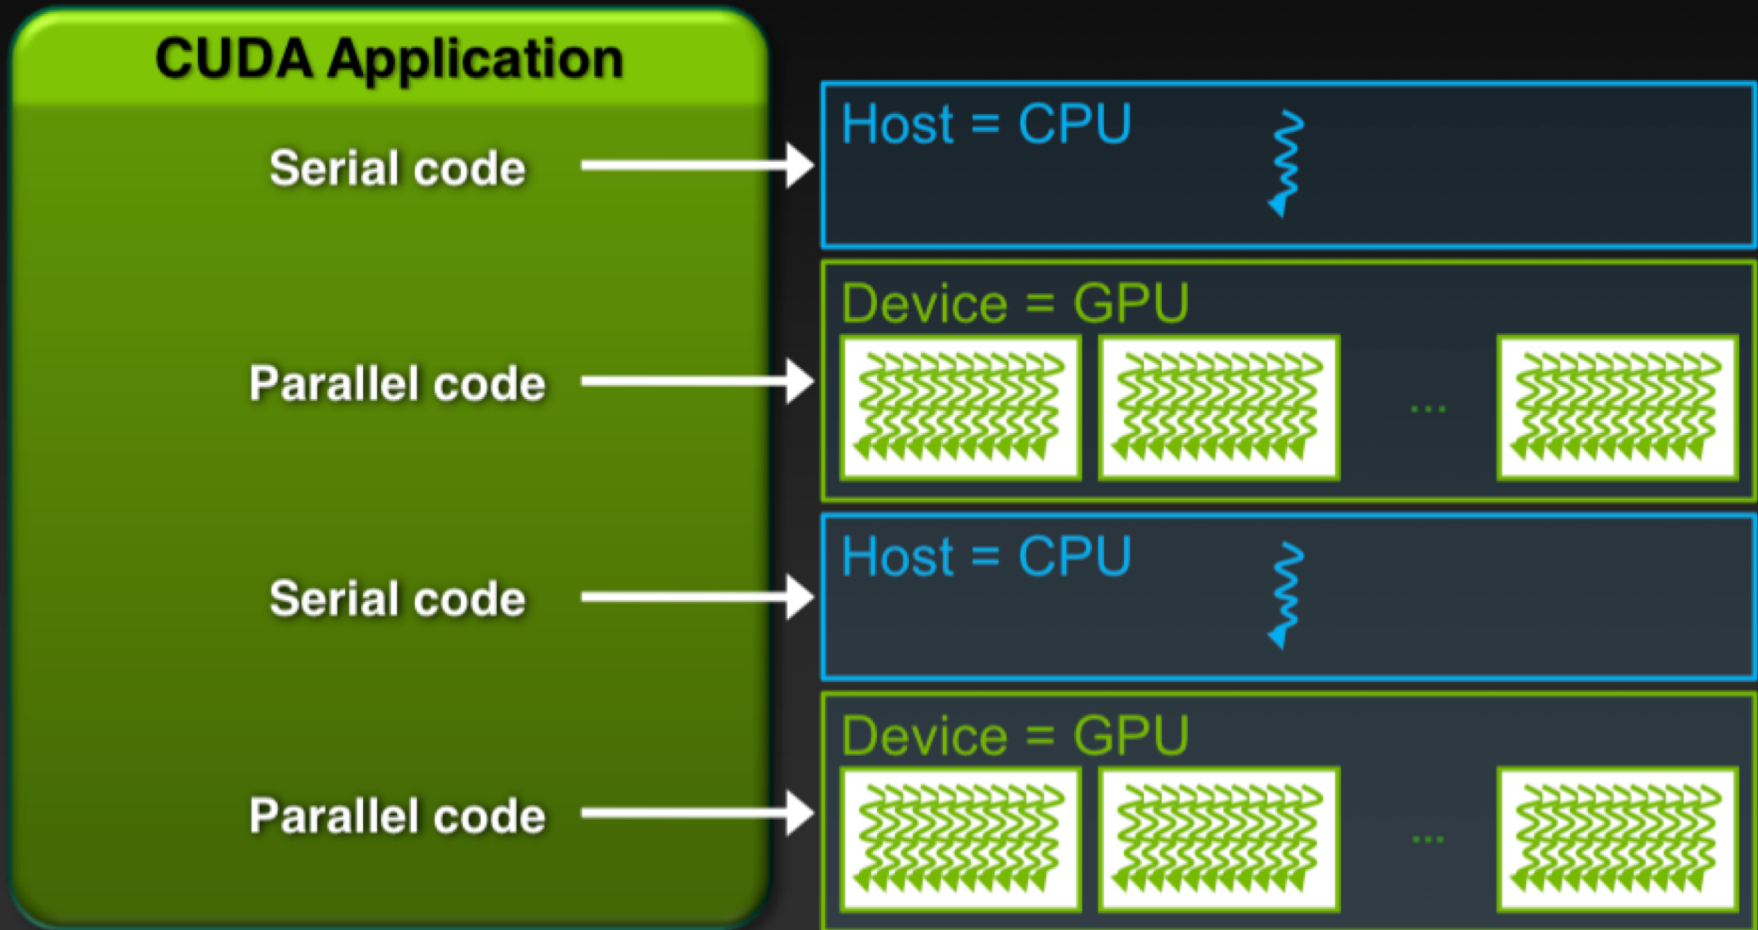 CUDA Application
Serial code
Host = CPU
Parallel code
Device = GPU
...
Serial code
Host = CPU
Parallel code
Device = GPU
...